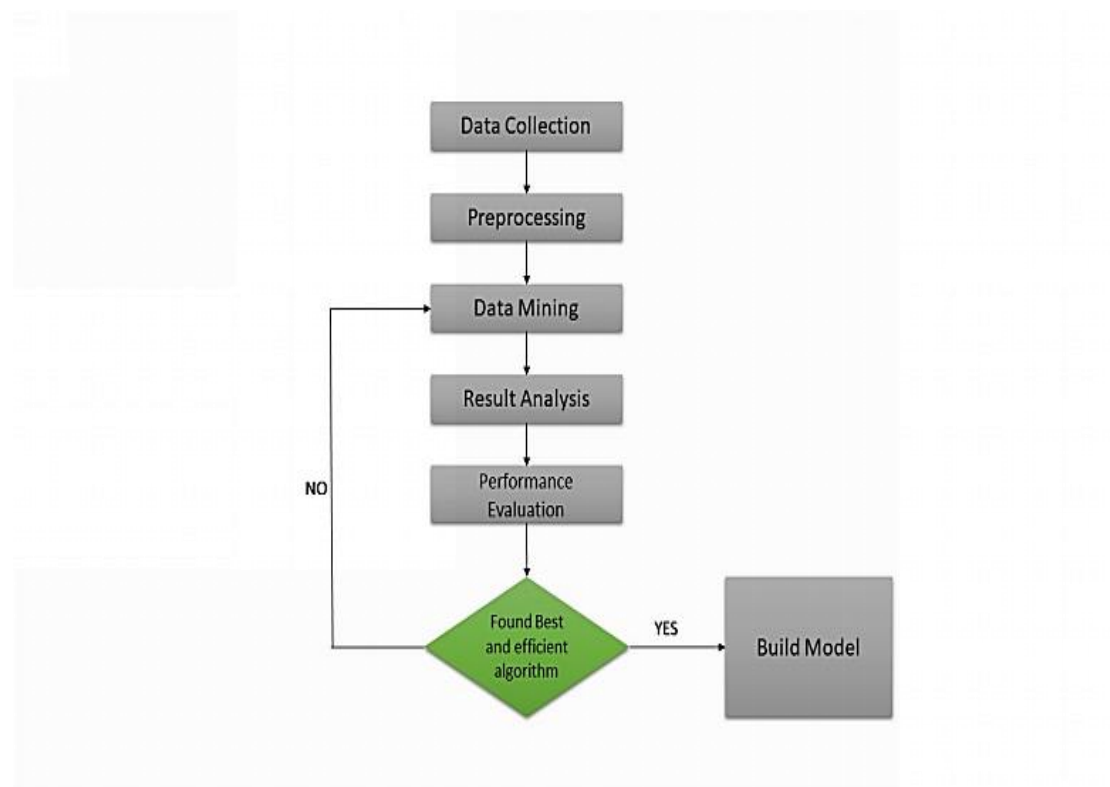 Data Collection
Preprocessing
Data Mining
Result Analysis
Performance
Evaluation
NO
Found Best
and efficient
algorithm
YES
Build Model